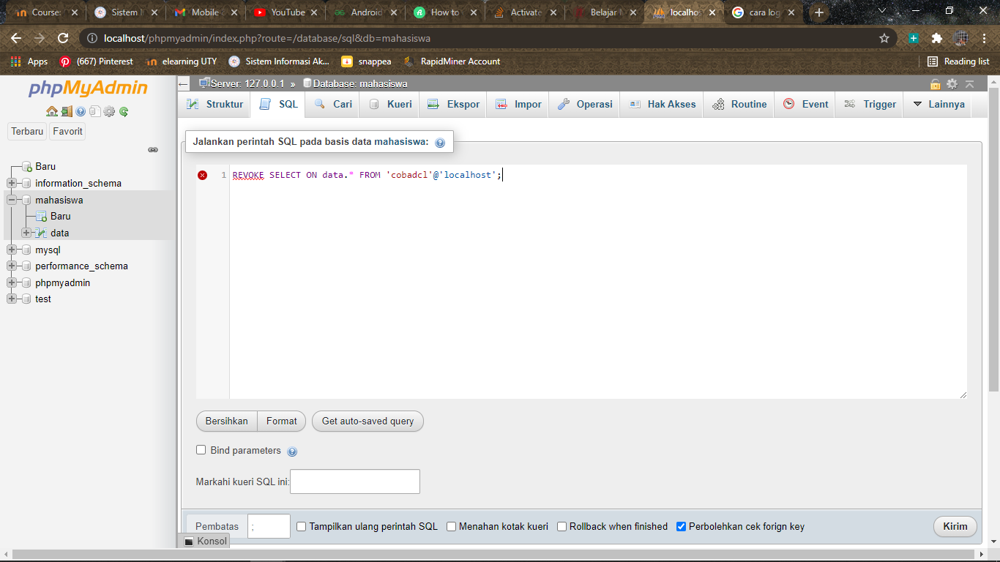 Course:
Sistem I
Mobile &
YouTube
Android
How to
Activate
Belajar M
localhos
cara log
localhost/phpmyadmin/index.php?route=/database/sql&db=mahasiswa
Apps
(667) Pinterest
elearning UTY
Sistem Informasi Ak...
snappea
RapidMiner Account
Reading list
phpMyAdmin
Terbaru
Favorit
Baru
information_schema
mahasiswa
Baru
data
mysql
performance_schema
phpmyadmin
test
Server: 127.0.0.1 » Database: mahasiswa
Struktur
SQL
Cari
Kueri
Ekspor
Impor
Operasi
Hak Akses
Routine
Event
Trigger
Lainnya
Jalankan perintah SQL pada basis data mahasiswa:
1 REVOKE SELECT ON data.* FROM 'cobadcl'@'localhost';
Bersihkan
Format
Get auto-saved query
Bind parameters
Markahi kueri SQL ini:
Pembatas ;
Tampilkan ulang perintah SQL
Menahan kotak kueri
Rollback when finished
Perbolehkan cek forign key
Kirim
Konsol